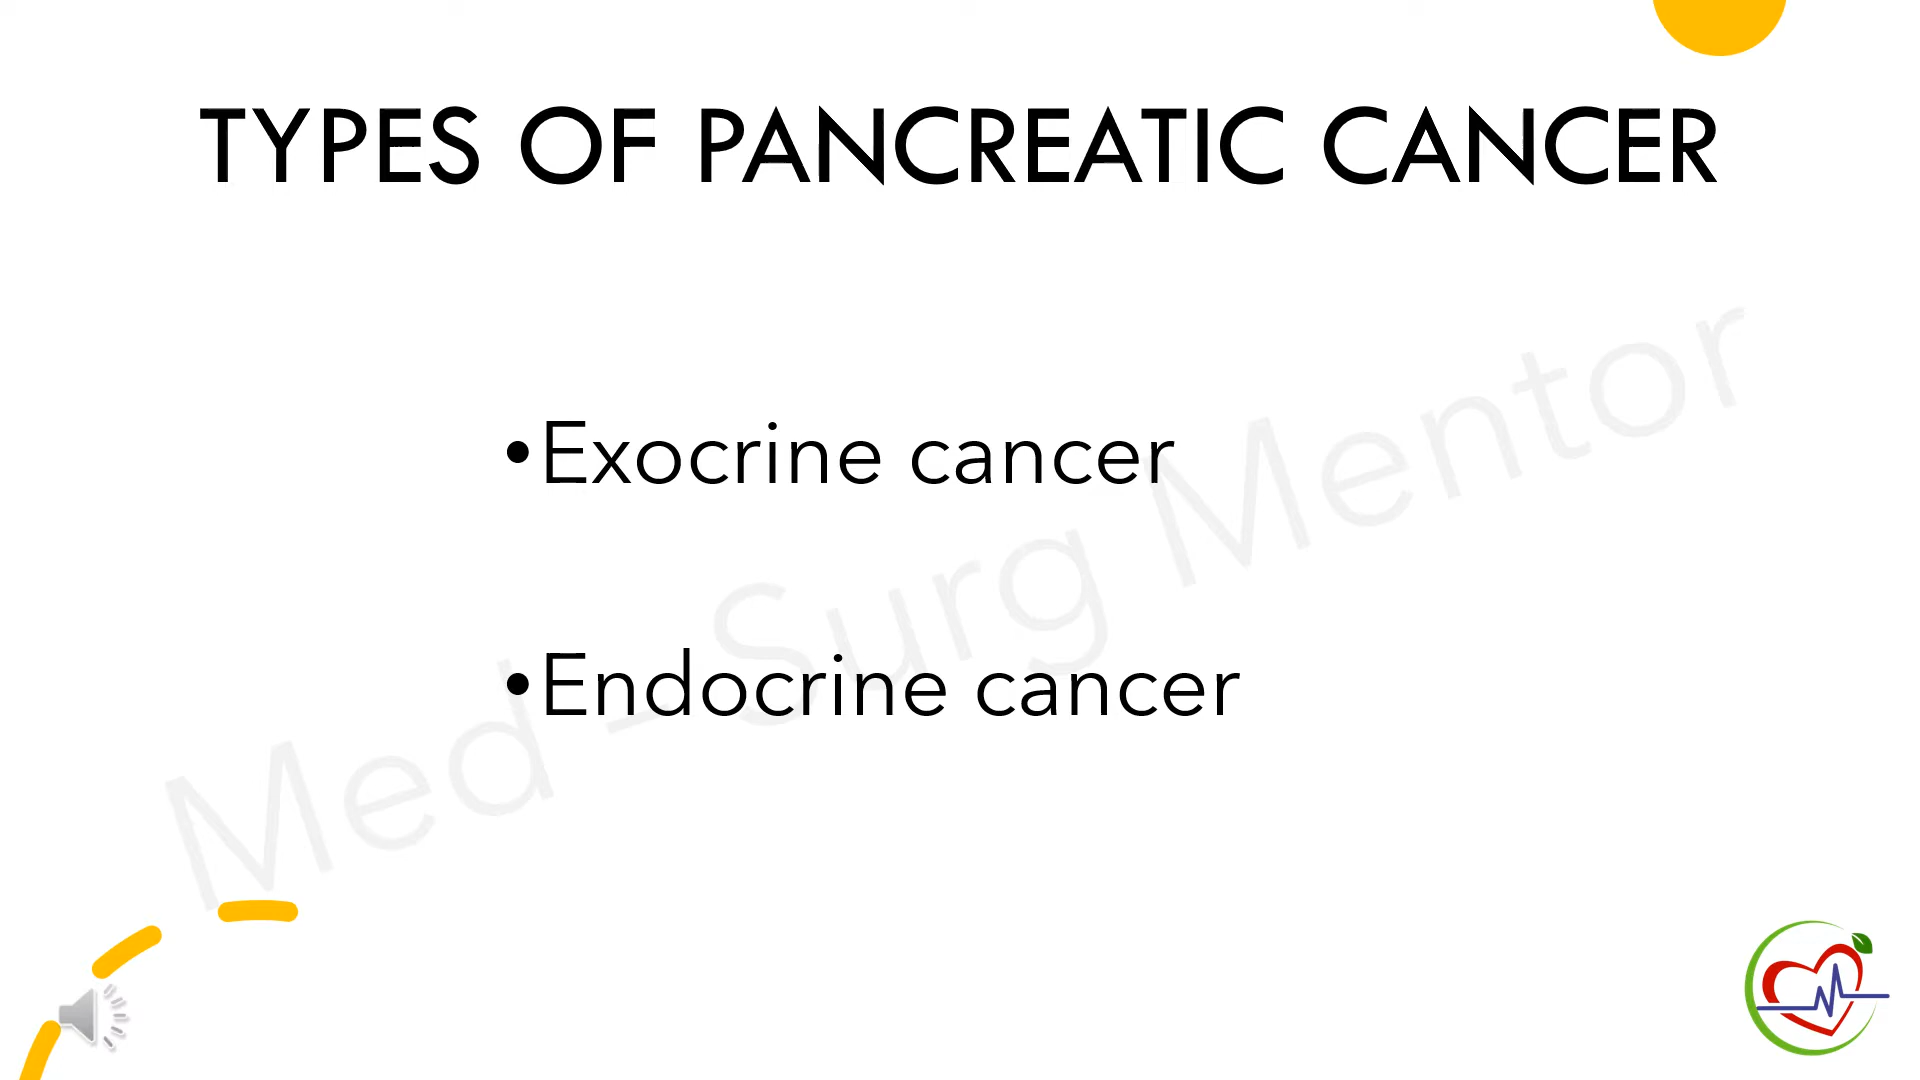 TYPES OF PANCREATIC CANCER
•Exocrine cancer
•Endocrine cancer
Med - Surg Mentor